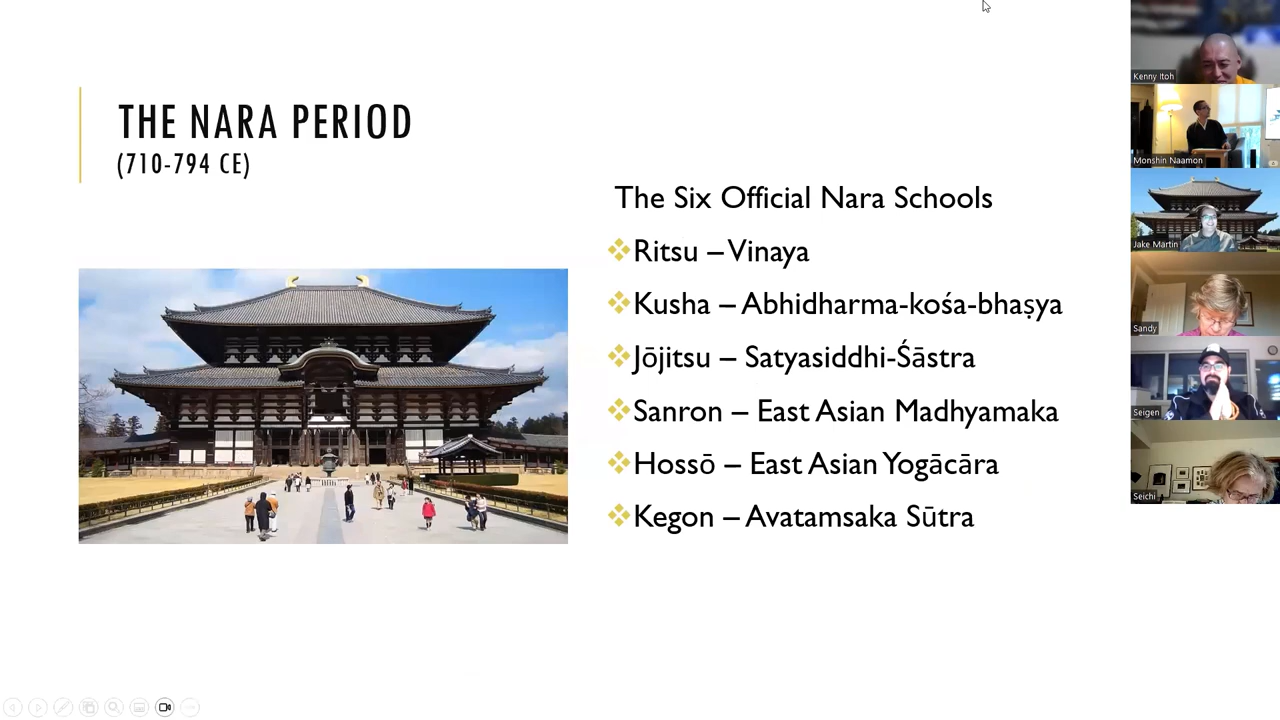 THE NARA PERIOD
(710-794 CE)
The Six Official Nara Schools
Ritsu – Vinaya
Kusha – Abhidharma-kośa-bhaṣya
Jōjitsu – Satyasiddhi-Śāstra
Sanron – East Asian Madhyamaka
Hossō – East Asian Yogācāra
Kegon – Avatamsaka Sūtra
Kenny Itoh
Monshin Naamon
Jake Martin
Sandy
Seigen
Seichi